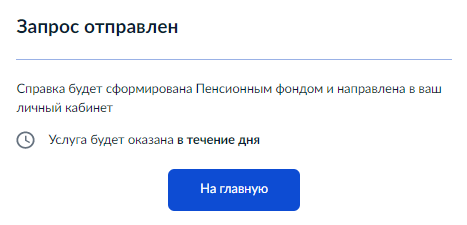 Запрос отправлен
Справка будет сформирована Пенсионным фондом и направлена в ваш
личный кабинет
Услуга будет оказана в течение дня
На главную